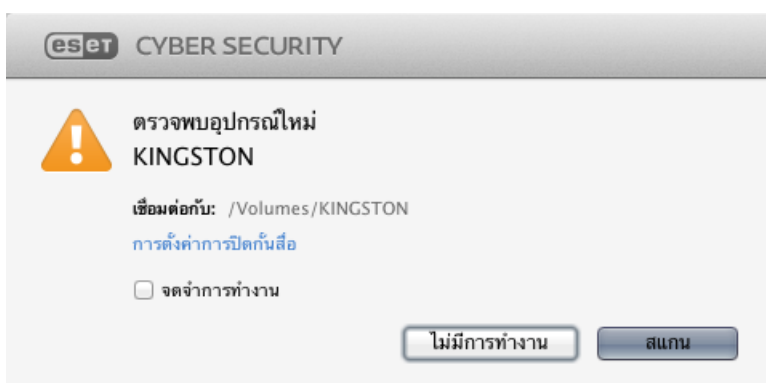 eseT CYBER SECURITY
ตรวจพบอุปกรณ์ใหม่
KINGSTON
เชื่อมต่อกับ: /Volumes/KINGSTON
การตั้งค่าการปิดกั้นสื่อ
จดจำการทำงาน
ไม่มีการทำงาน สแกน